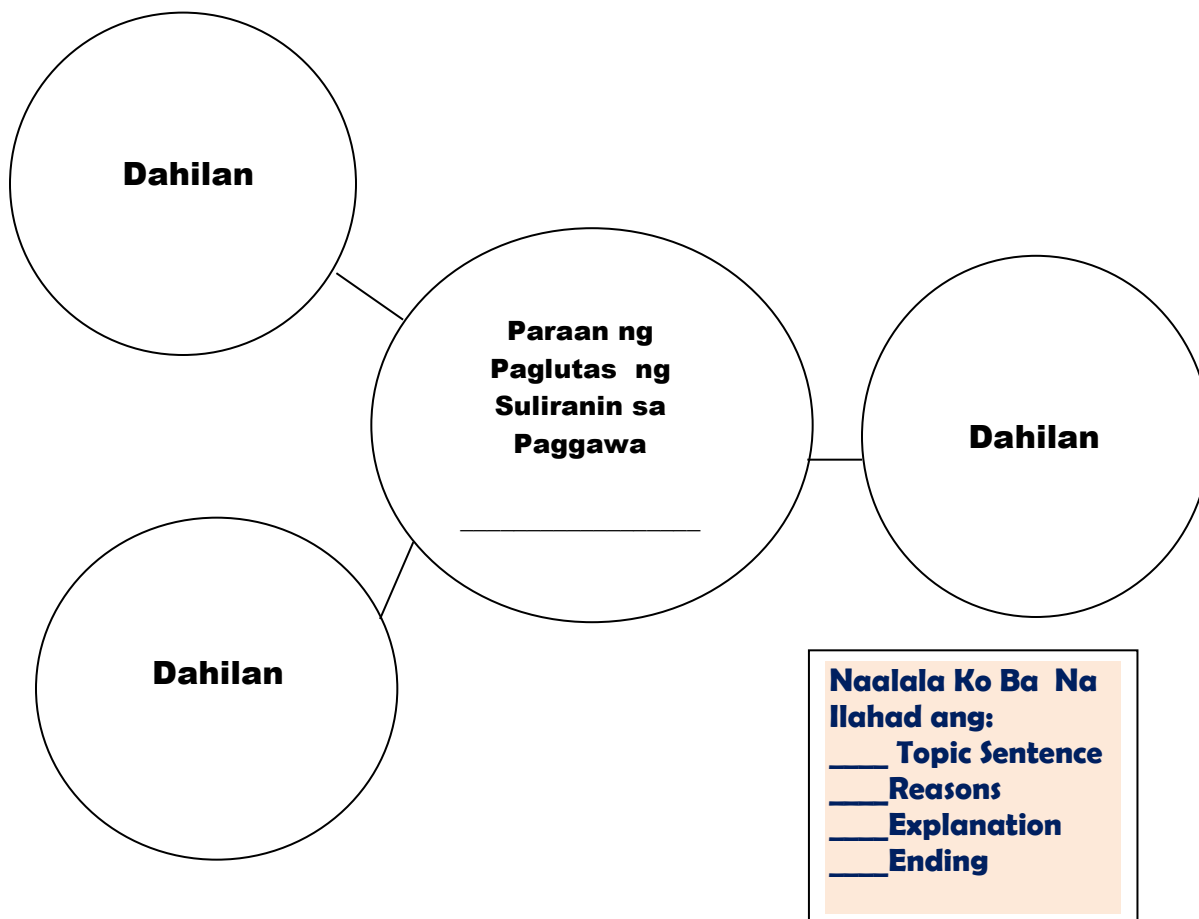 Dahilan
Paraan ng
Paglutas ng
Suliranin sa
Paggawa
____________________
Dahilan
Dahilan
Naalala Ko Ba Na
Ilahad ang:
____ Topic Sentence
____Reasons
____Explanation
____Ending